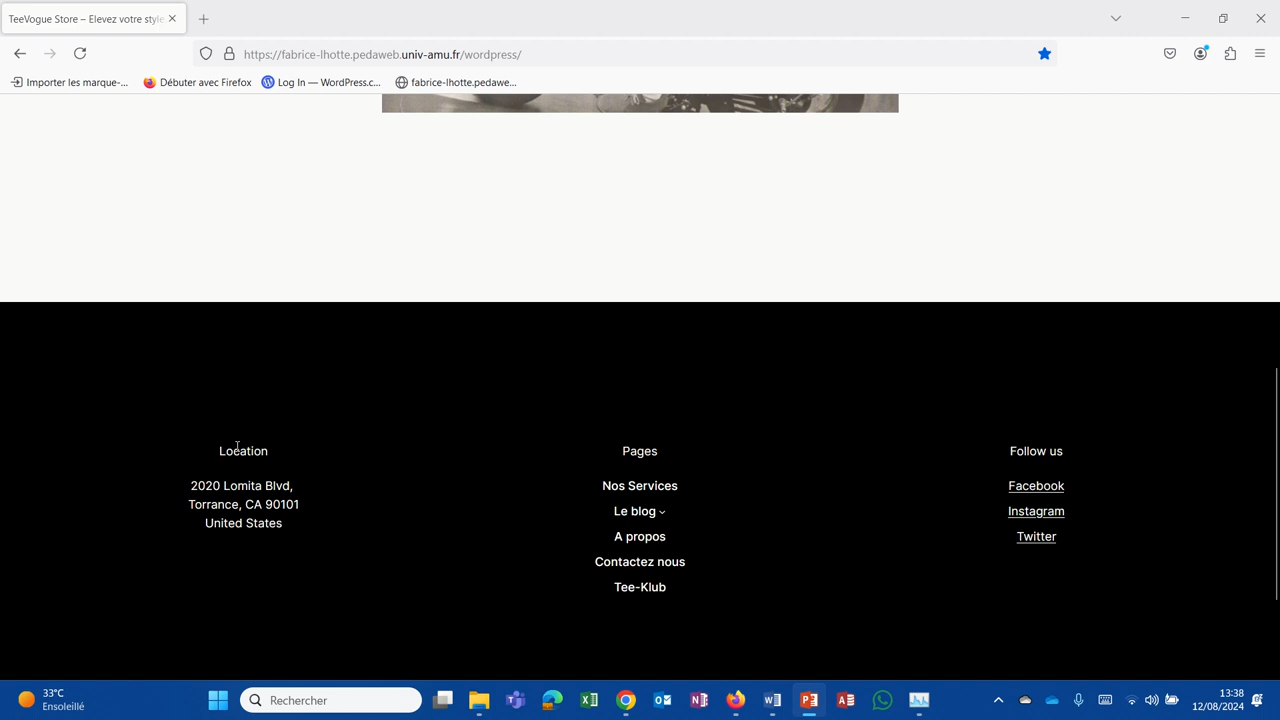 TeeVogue Store – Elevez votre style
https://fabrice-lhotte.pedaweb.univ-amu.fr/wordpress/
Importer les marque-...
Débuter avec Firefox
Log In — WordPress.c...
fabrice-lhotte.pedawe...
Location
2020 Lomita Blvd,
Torrance, CA 90101
United States
Pages
Nos Services
Le blog
A propos
Contactez nous
Tee-Klub
Follow us
Facebook
Instagram
Twitter
33°C
Ensoleillé
Rechercher
13:38
12/08/2024